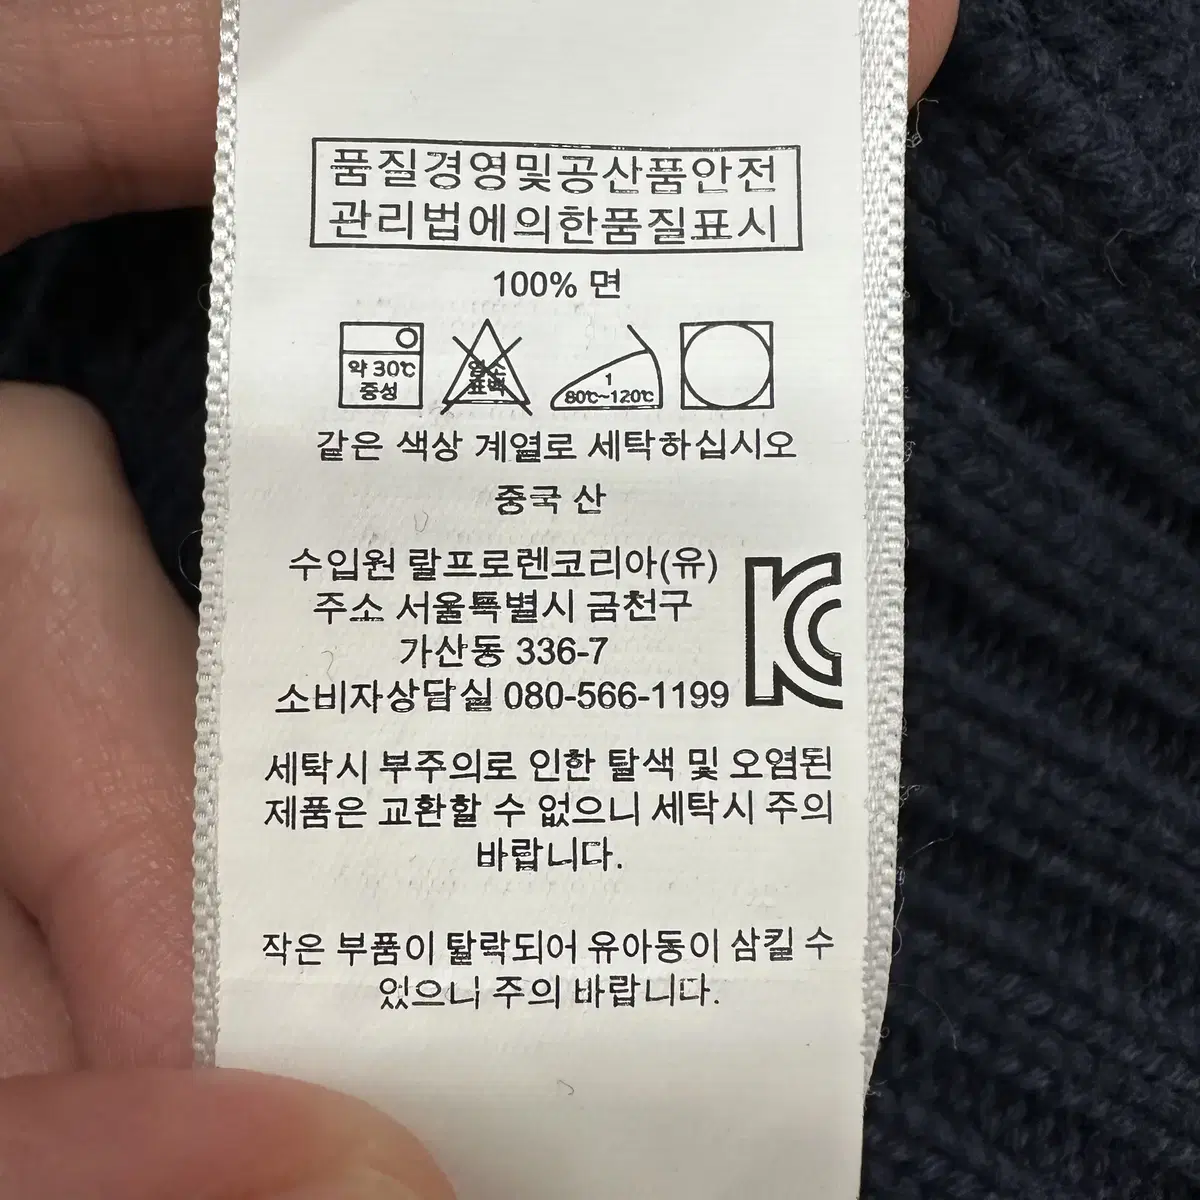 품질경영및공산품안전
관리법에의한품질표시
100% 면
약 30℃
중성
염소
표백
1
80℃~120℃
같은 색상 계열로 세탁하십시오
중국 산
수입원 랄프로렌코리아(유)
주소 서울특별시 금천구
가산동 336-7
소비자상담실 080-566-1199
KC
세탁시 부주의로 인한 탈색 및 오염된
제품은 교환할 수 없으니 세탁시 주의
바랍니다.
작은 부품이 탈락되어 유아동이 삼킬 수
있으니 주의 바랍니다.